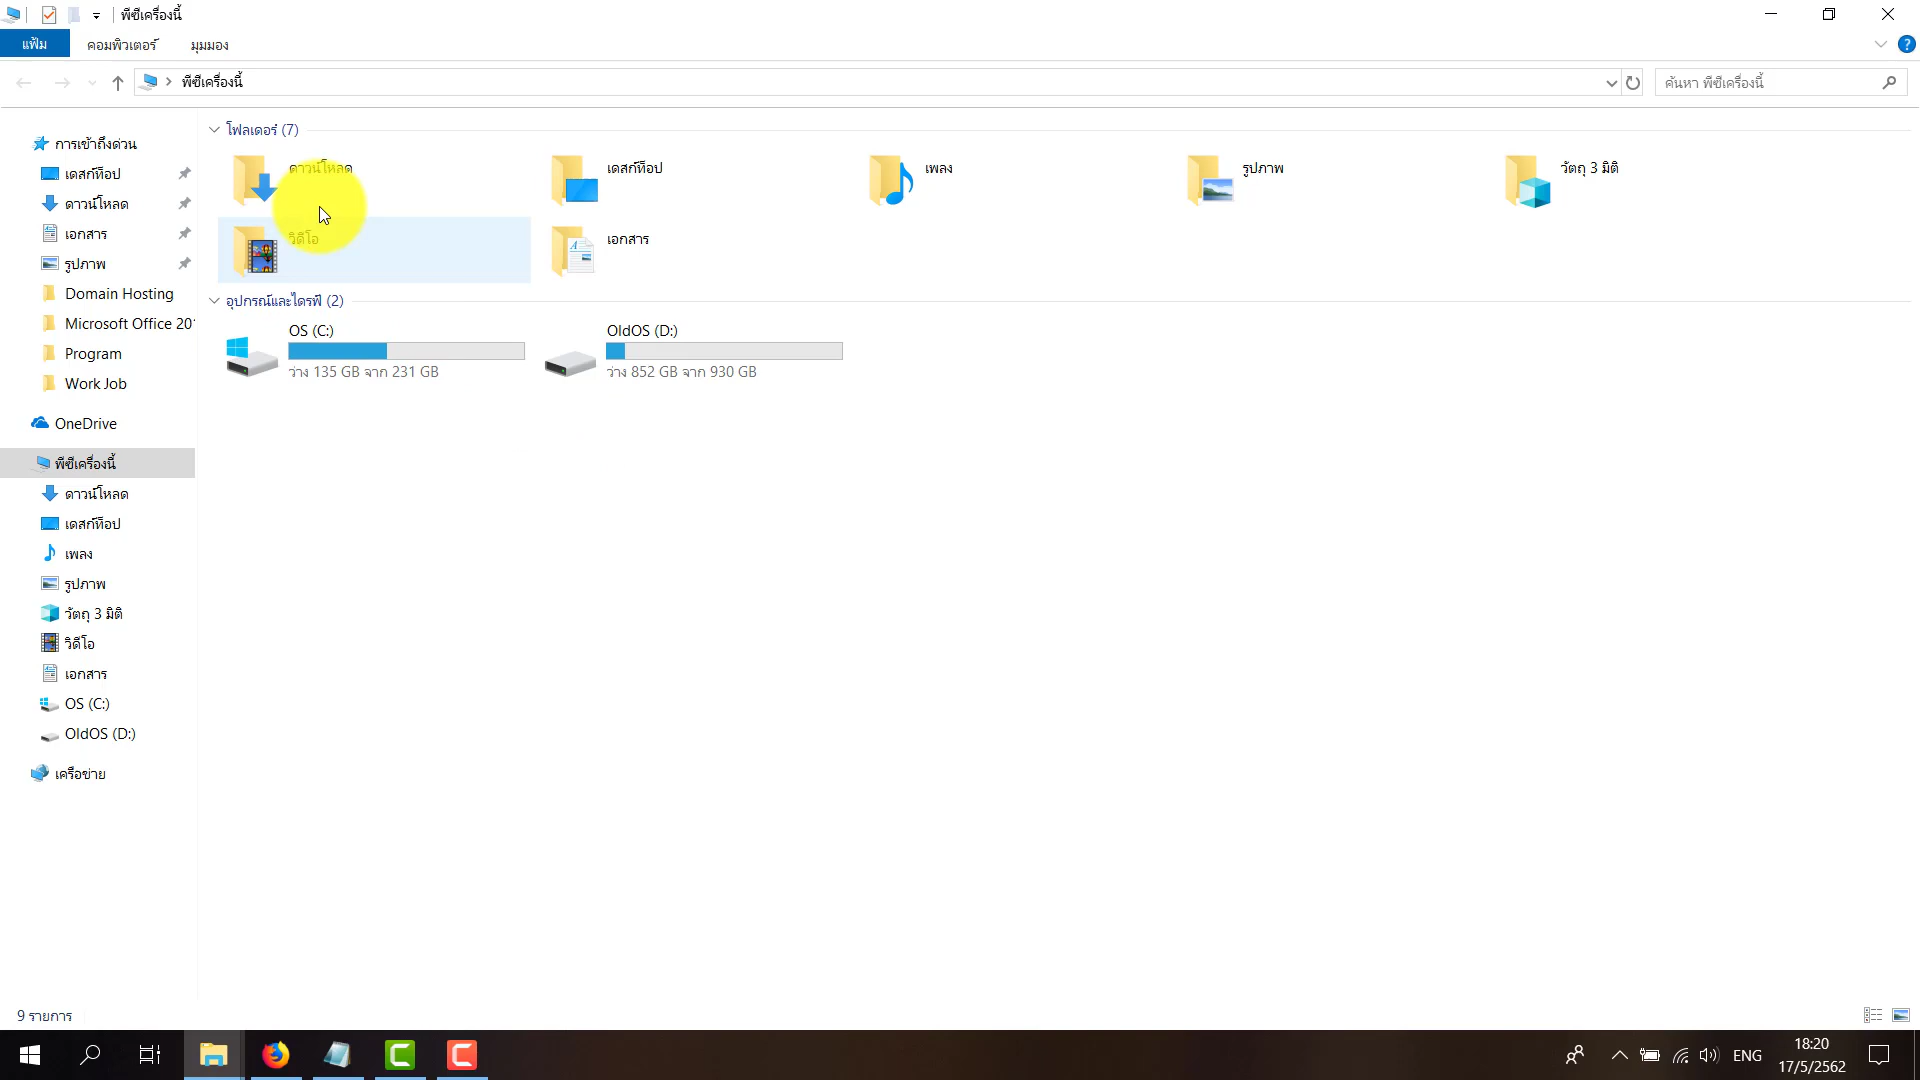 พีซีเครื่องนี้
แฟ้ม
คอมพิวเตอร์
มุมมอง
พีซีเครื่องนี้
ค้นหา พีซีเครื่องนี้
การเข้าถึงด่วน
เดสก์ท็อป
ดาวน์โหลด
เอกสาร
รูปภาพ
Domain Hosting
Microsoft Office 20
Program
Work Job
OneDrive
พีซีเครื่องนี้
ดาวน์โหลด
เดสก์ท็อป
เพลง
รูปภาพ
วัตถุ 3 มิติ
วิดีโอ
เอกสาร
OS (C:)
OldOS (D:)
เครือข่าย
โฟลเดอร์ (7)
ดาวน์โหลด
เดสก์ท็อป
เพลง
รูปภาพ
วัตถุ 3 มิติ
วิดีโอ
เอกสาร
อุปกรณ์และไดรฟ์ (2)
OS (C:)
ว่าง 135 GB จาก 231 GB
OldOS (D:)
ว่าง 852 GB จาก 930 GB
9 รายการ
ENG
18:20
17/5/2562